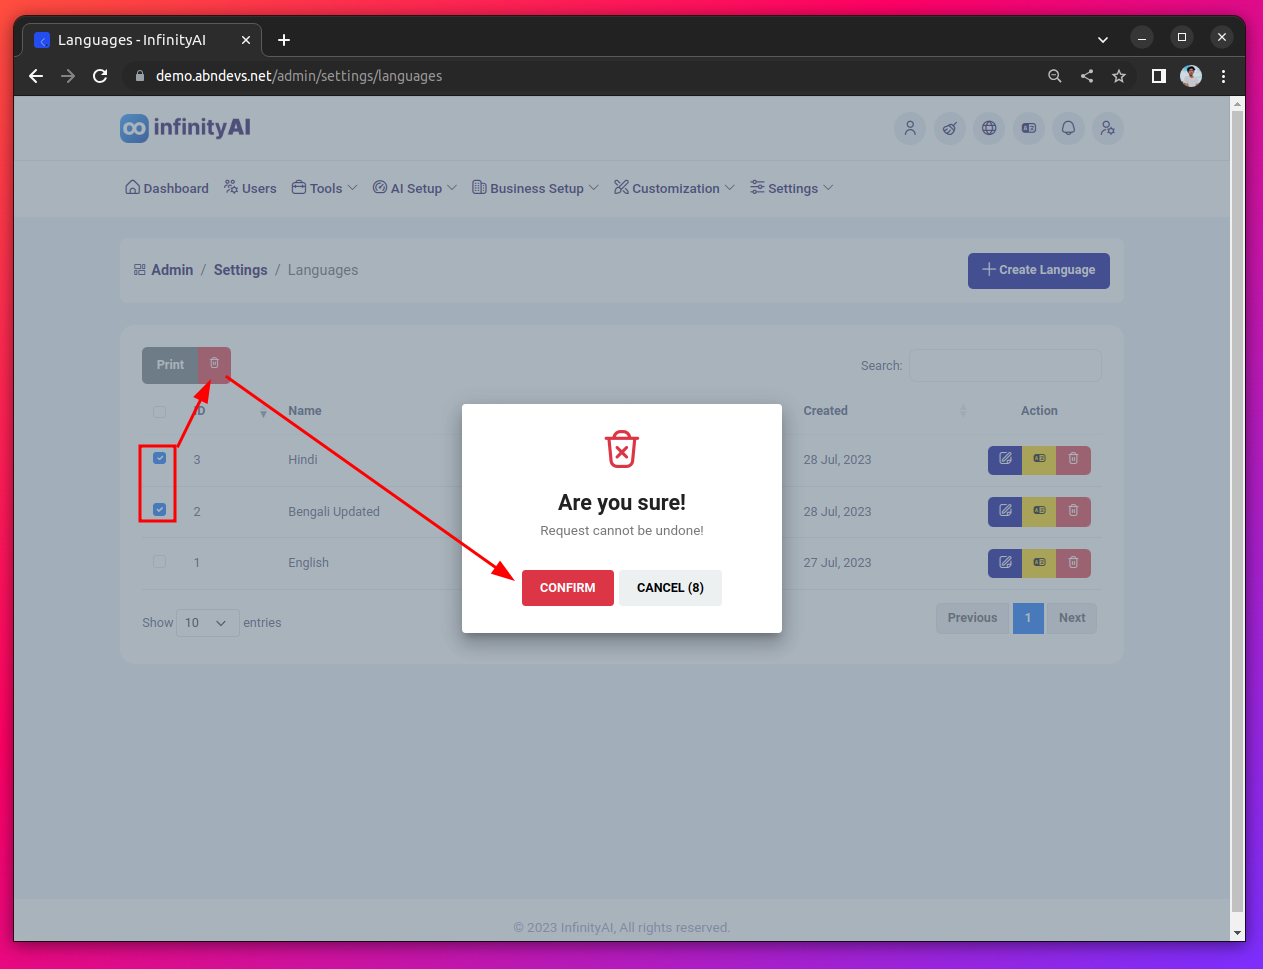 Languages - InfinityAI
demo.abndevs.net/admin/settings/languages
infinityAI
Dashboard Users Tools AI Setup Business Setup Customization Settings
Admin / Settings / Languages
Create Language
Print
Search:
ID Name Created Action
3 Hindi 28 Jul, 2023
2 Bengali Updated 28 Jul, 2023
1 English 27 Jul, 2023
Are you sure!
Request cannot be undone!
CONFIRM CANCEL (8)
Show 10 entries
Previous 1 Next
© 2023 InfinityAI, All rights reserved.